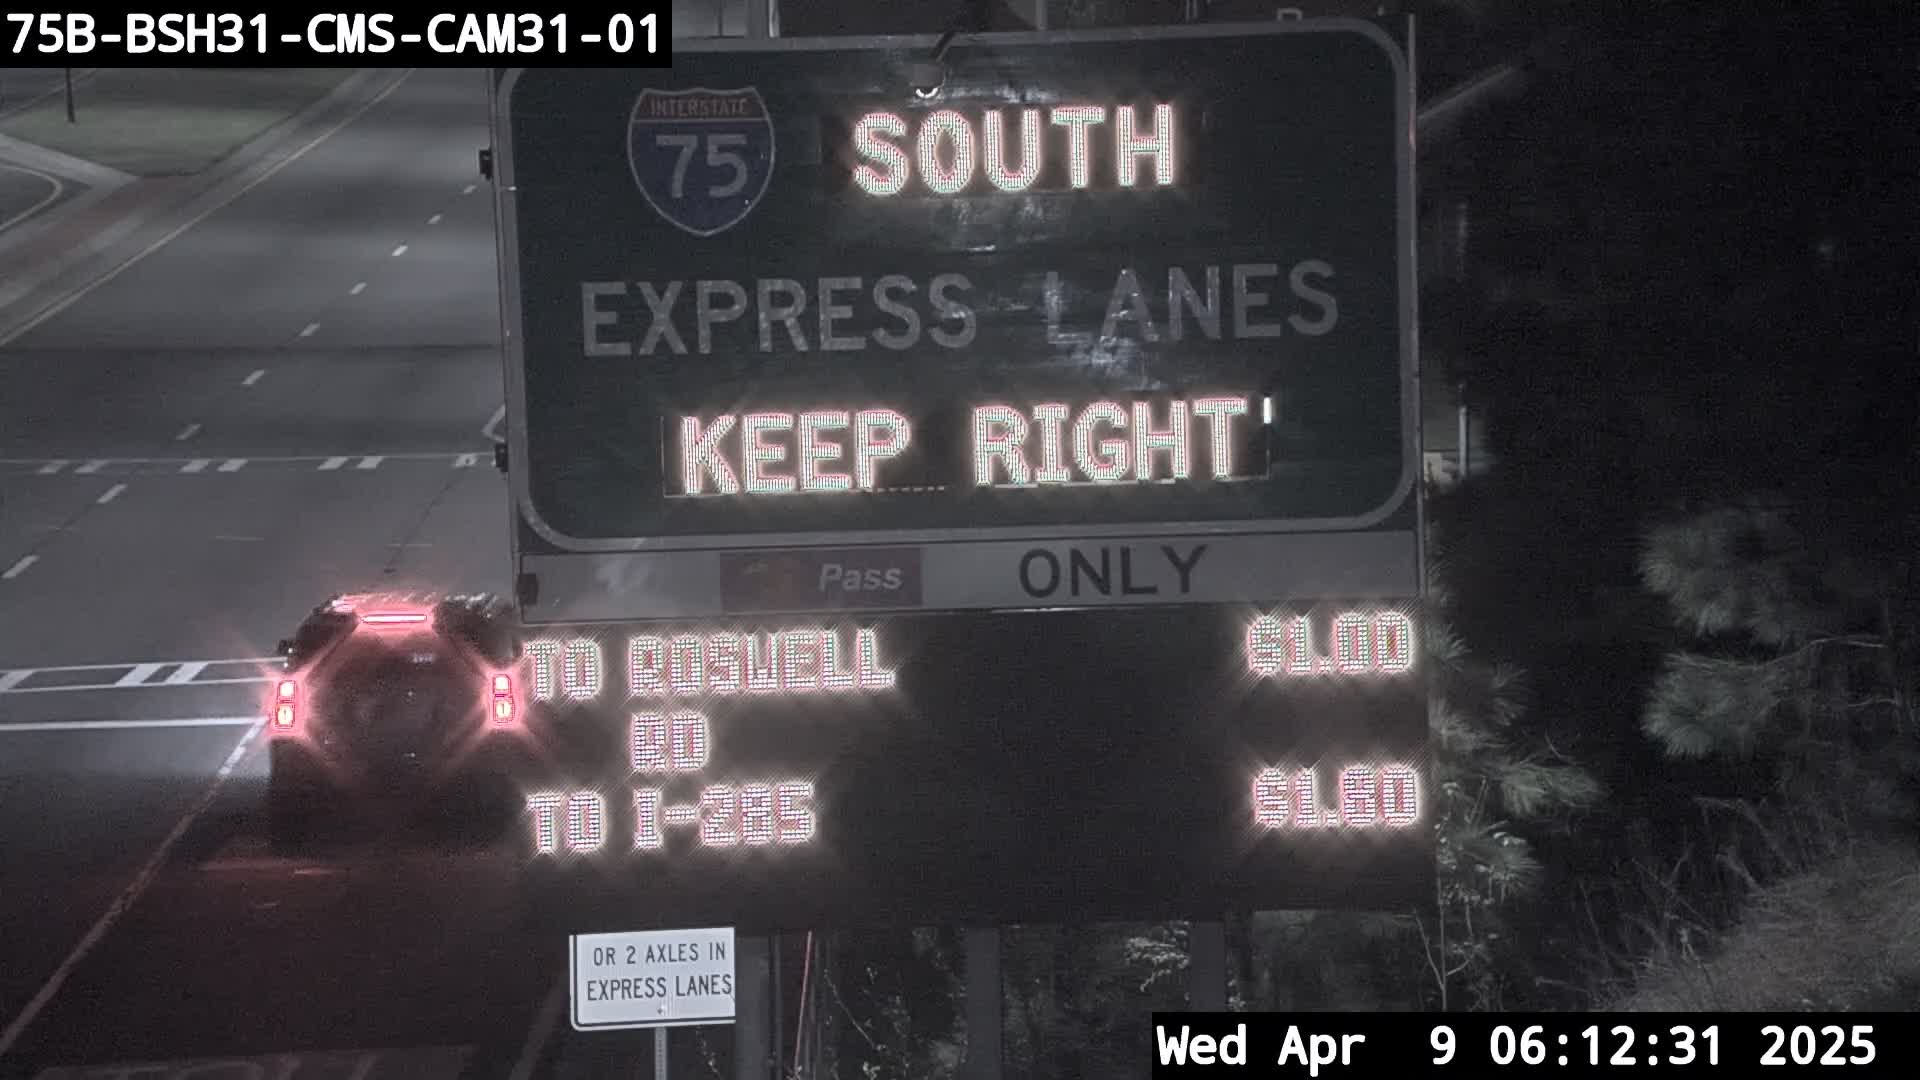 75B-BSH31-CMS-CAM31-01
INTERSTATE
75
SOUTH
EXPRESS LANES
KEEP RIGHT
Pass ONLY
TO ROSWELL $1.00
RD
TO I-285 $1.80
OR 2 AXLES IN
EXPRESS LANES
Wed Apr 9 06:12:31 2025